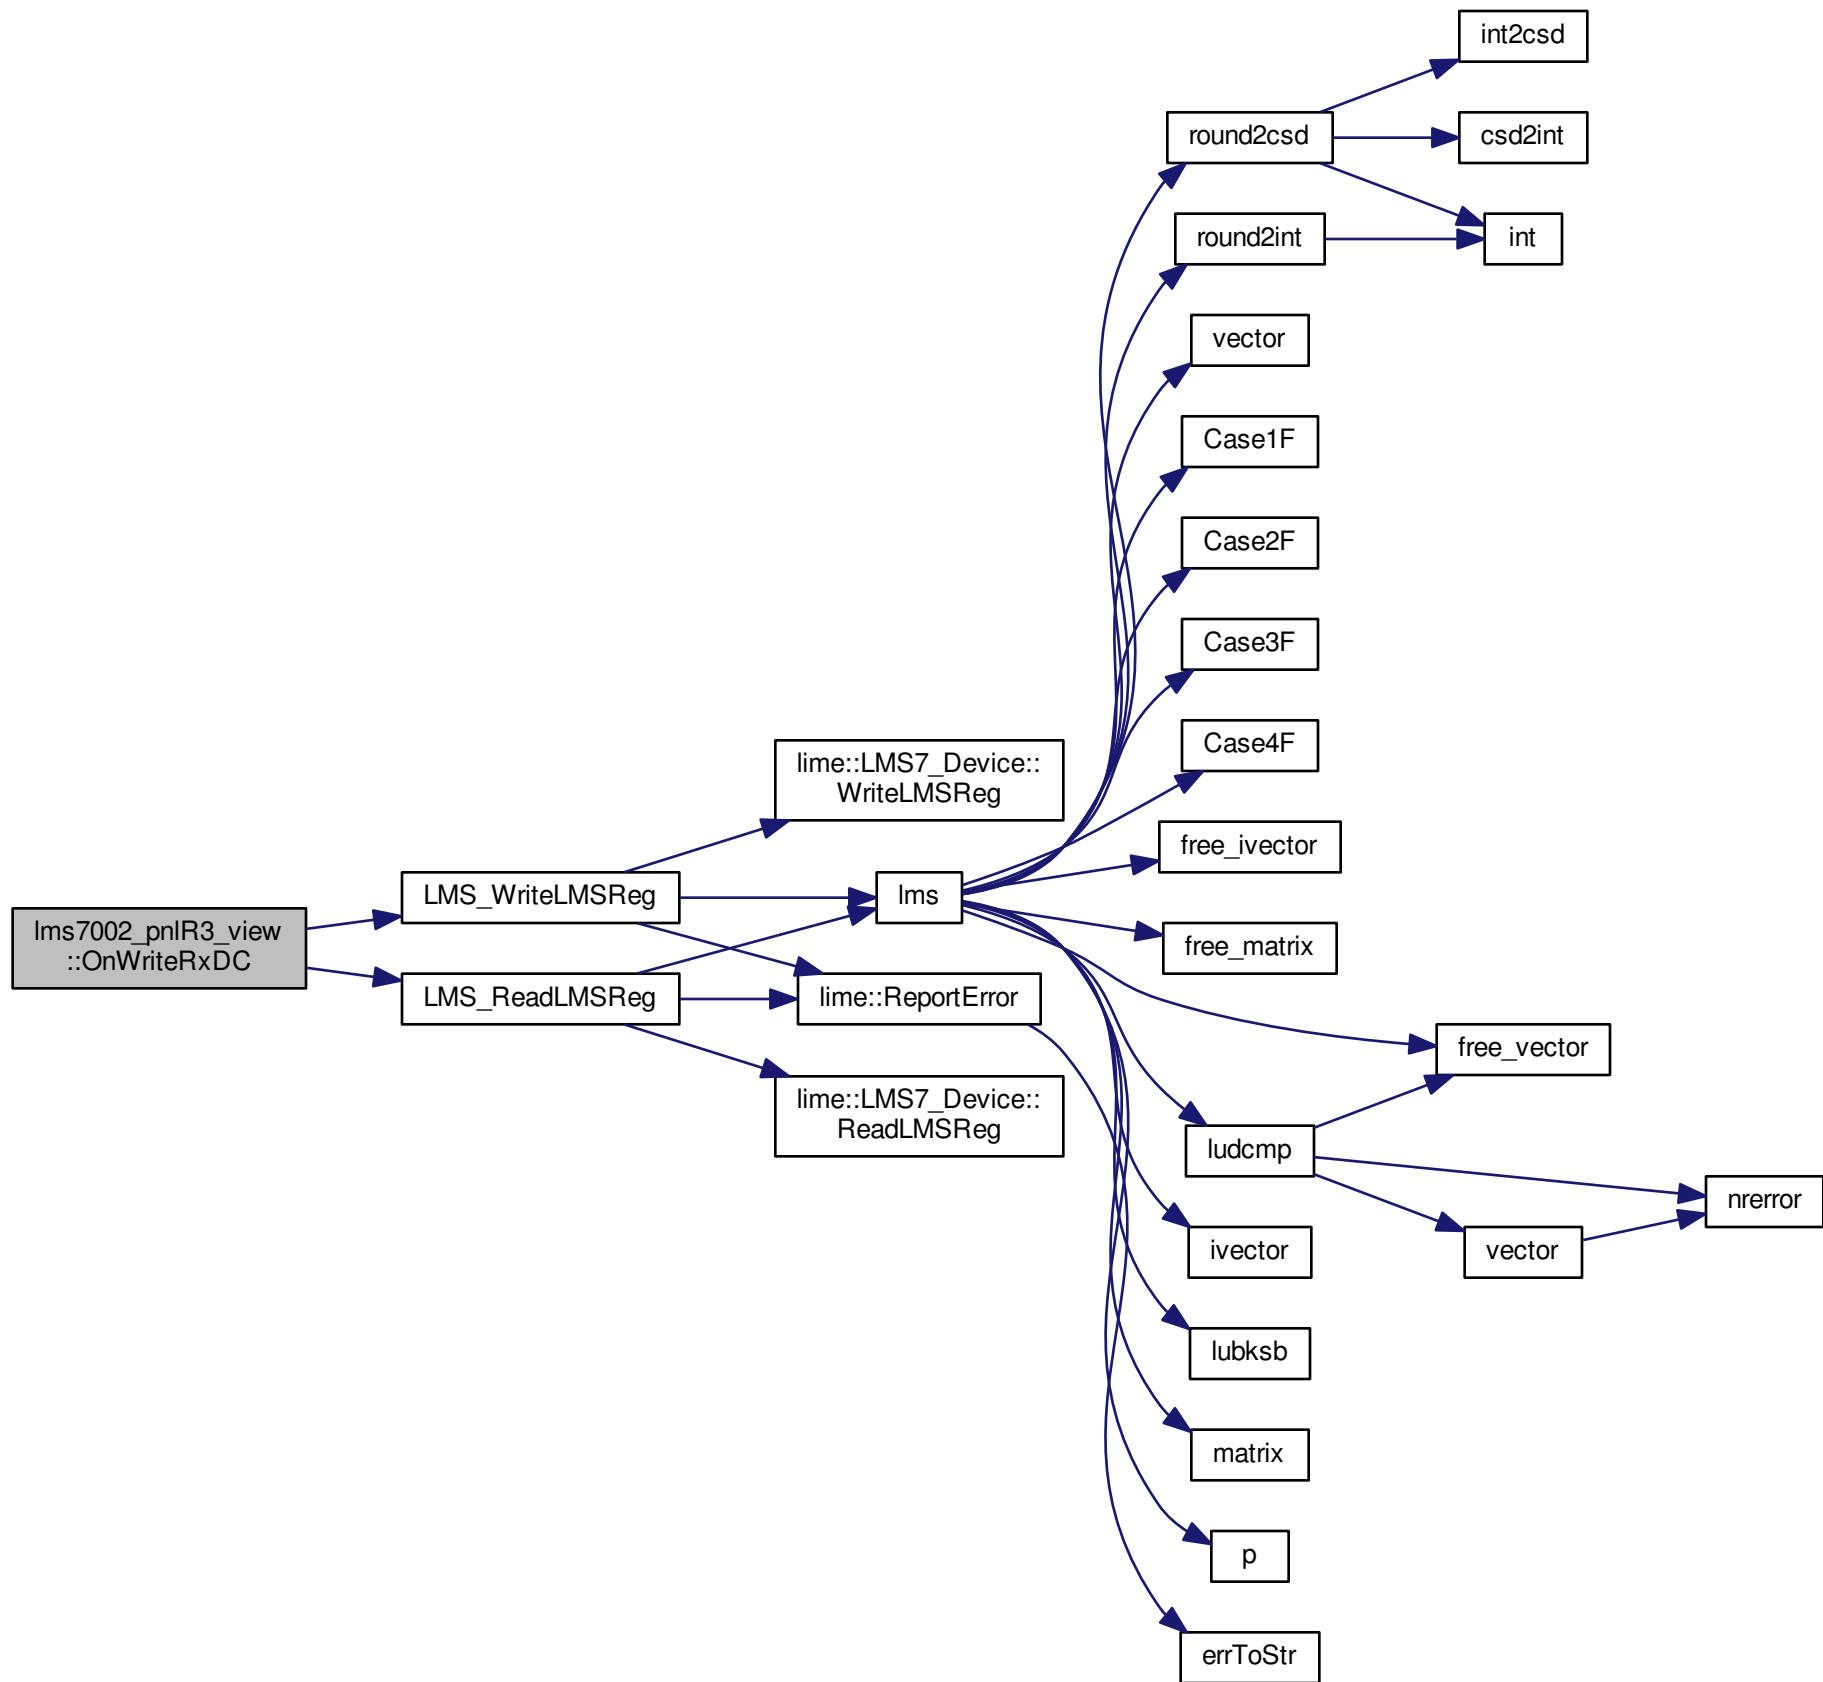 int2csd
round2csd
csd2int
round2int
int
vector
Case1F
Case2F
Case3F
Case4F
lime::LMS7_Device::
WriteLMSReg
free_ivector
LMS_WriteLMSReg
lms
lms7002_pnlR3_view
::OnWriteRxDC
free_matrix
LMS_ReadLMSReg
lime::ReportError
free_vector
lime::LMS7_Device::
ReadLMSReg
ludcmp
nrerror
ivector
vector
lubksb
matrix
p
errToStr